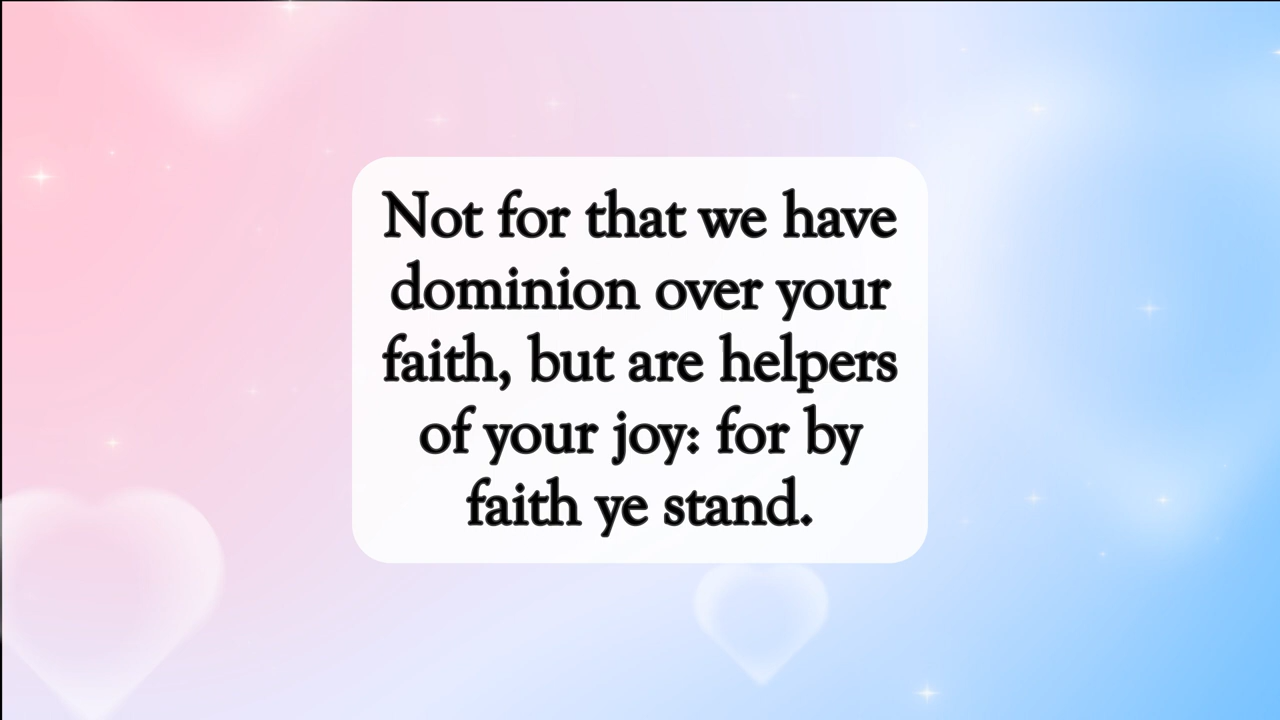 Not for that we have
dominion over your
faith, but are helpers
of your joy: for by
faith ye stand.